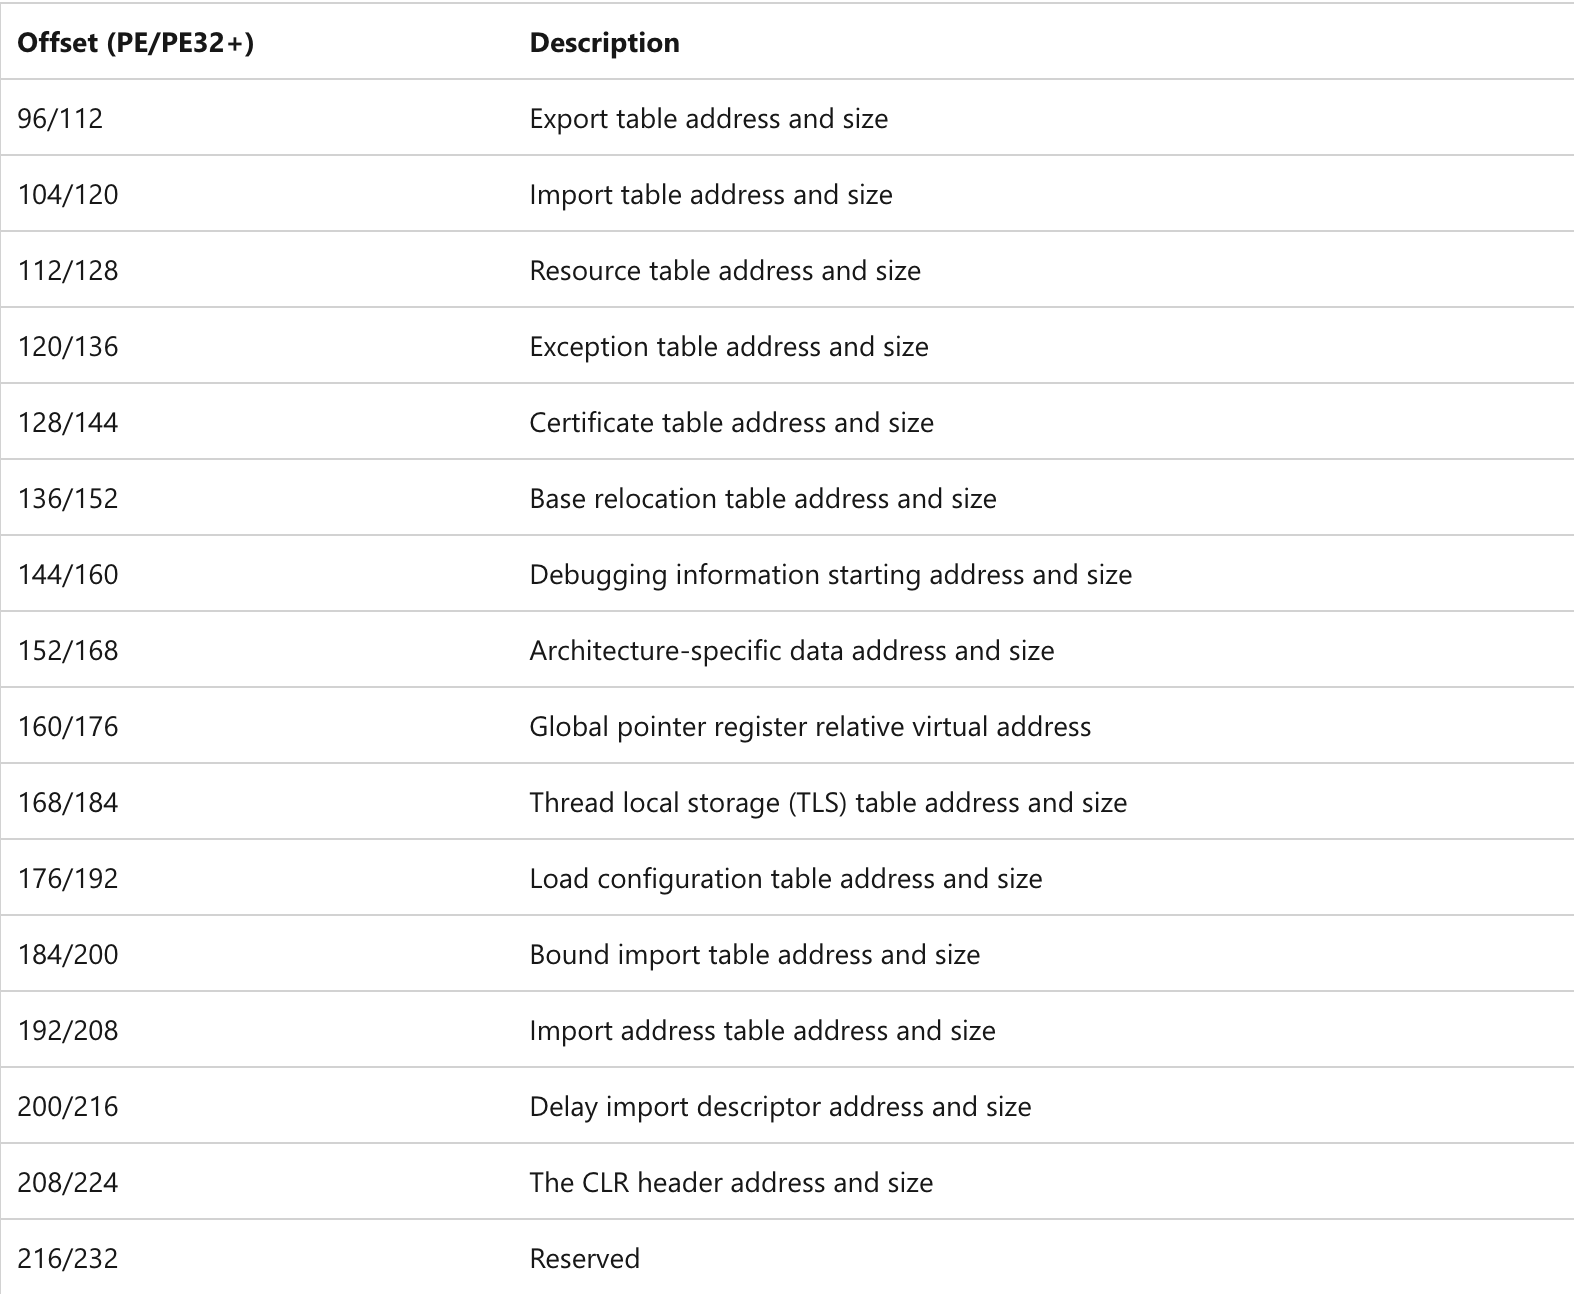 Offset (PE/PE32+) Description
96/112 Export table address and size
104/120 Import table address and size
112/128 Resource table address and size
120/136 Exception table address and size
128/144 Certificate table address and size
136/152 Base relocation table address and size
144/160 Debugging information starting address and size
152/168 Architecture-specific data address and size
160/176 Global pointer register relative virtual address
168/184 Thread local storage (TLS) table address and size
176/192 Load configuration table address and size
184/200 Bound import table address and size
192/208 Import address table address and size
200/216 Delay import descriptor address and size
208/224 The CLR header address and size
216/232 Reserved